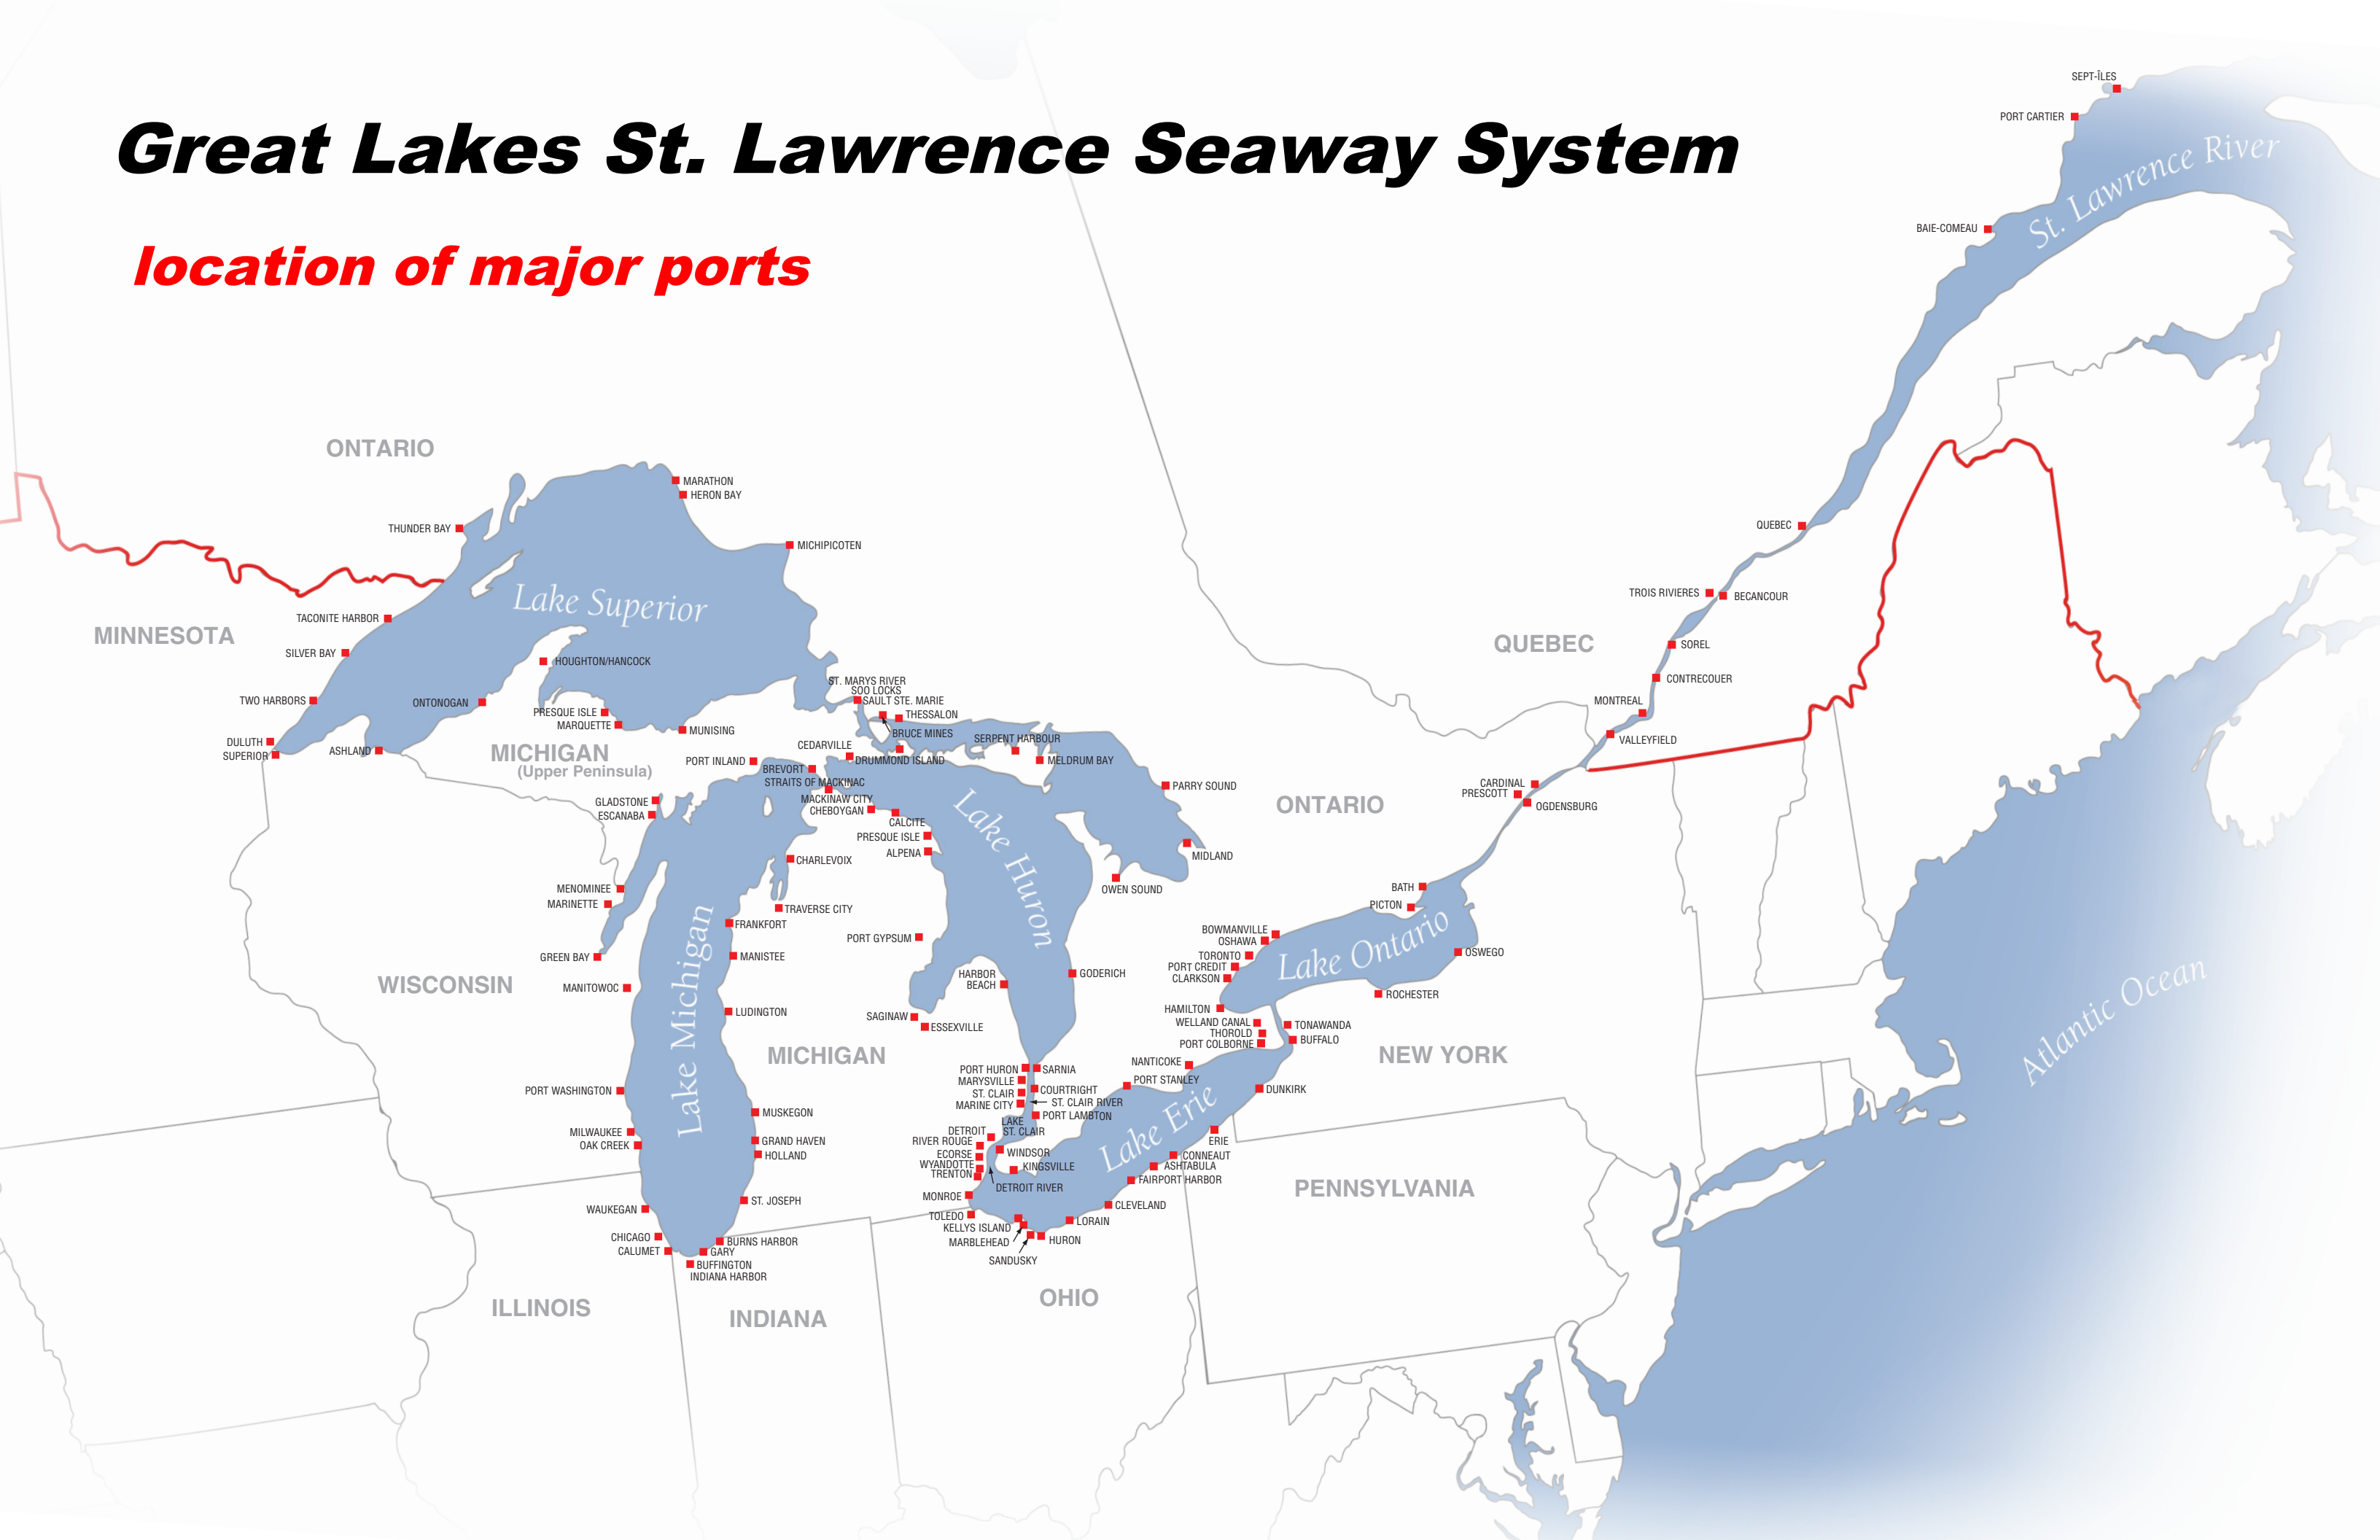 Great Lakes St. Lawrence Seaway System
location of major ports
SEPT-ÎLES
PORT CARTIER
St. Lawrence River
BAIE-COMEAU
ONTARIO
MARATHON
HERON BAY
THUNDER BAY
QUEBEC
MICHIPICOTEN
Lake Superior
TROIS RIVIERES
BECANCOUR
TACONITE HARBOR
MINNESOTA
QUEBEC
SOREL
SILVER BAY
HOUGHTON/HANCOCK
CONTRECOUER
ST. MARYS RIVER
SOO LOCKS
SAULT STE. MARIE
TWO HARBORS
ONTONOGAN
MONTREAL
PRESQUE ISLE
THESSALON
MARQUETTE
MUNISING
BRUCE MINES
SERPENT HARBOUR
VALLEYFIELD
DULUTH
SUPERIOR
ASHLAND
MICHIGAN
(Upper Peninsula)
CEDARVILLE
DRUMMOND ISLAND
MELDRUM BAY
PORT INLAND
BREVORT
STRAITS OF MACKINAC
PARRY SOUND
CARDINAL
PRESCOTT
OGDENSBURG
GLADSTONE
ESCANABA
MACKINAW CITY
CHEBOYGAN
CALCITE
ONTARIO
Lake Huron
PRESQUE ISLE
ALPENA
MIDLAND
CHARLEVOIX
OWEN SOUND
MENOMINEE
MARINETTE
BATH
PICTON
TRAVERSE CITY
FRANKFORT
Lake Michigan
PORT GYPSUM
BOWMANVILLE
OSHAWA
Lake Ontario
GREEN BAY
MANISTEE
TORONTO
OSWEGO
PORT CREDIT
CLARKSON
HARBOR
BEACH
GODERICH
WISCONSIN
MANITOWOC
ROCHESTER
LUDINGTON
HAMILTON
SAGINAW
ESSEXVILLE
WELLAND CANAL
THOROLD
PORT COLBORNE
TONAWANDA
BUFFALO
Atlantic Ocean
MICHIGAN
NEW YORK
NANTICOKE
PORT HURON
SARNIA
MARYSVILLE
PORT STANLEY
ST. CLAIR
COURTRIGHT
MARINE CITY
ST. CLAIR RIVER
DUNKIRK
PORT WASHINGTON
PORT LAMBTON
MUSKEGON
LAKE
ST. CLAIR
Lake Erie
MILWAUKEE
OAK CREEK
GRAND HAVEN
HOLLAND
DETROIT
RIVER ROUGE
ECORSE
WYANDOTTE
TRENTON
WINDSOR
KINGSVILLE
ERIE
CONNEAUT
ASHTABULA
FAIRPORT HARBOR
DETROIT RIVER
PENNSYLVANIA
MONROE
ST. JOSEPH
CLEVELAND
WAUKEGAN
TOLEDO
LORAIN
KELLYS ISLAND
MARBLEHEAD
HURON
SANDUSKY
CHICAGO
CALUMET
BURNS HARBOR
GARY
BUFFINGTON
INDIANA HARBOR
ILLINOIS
INDIANA
OHIO